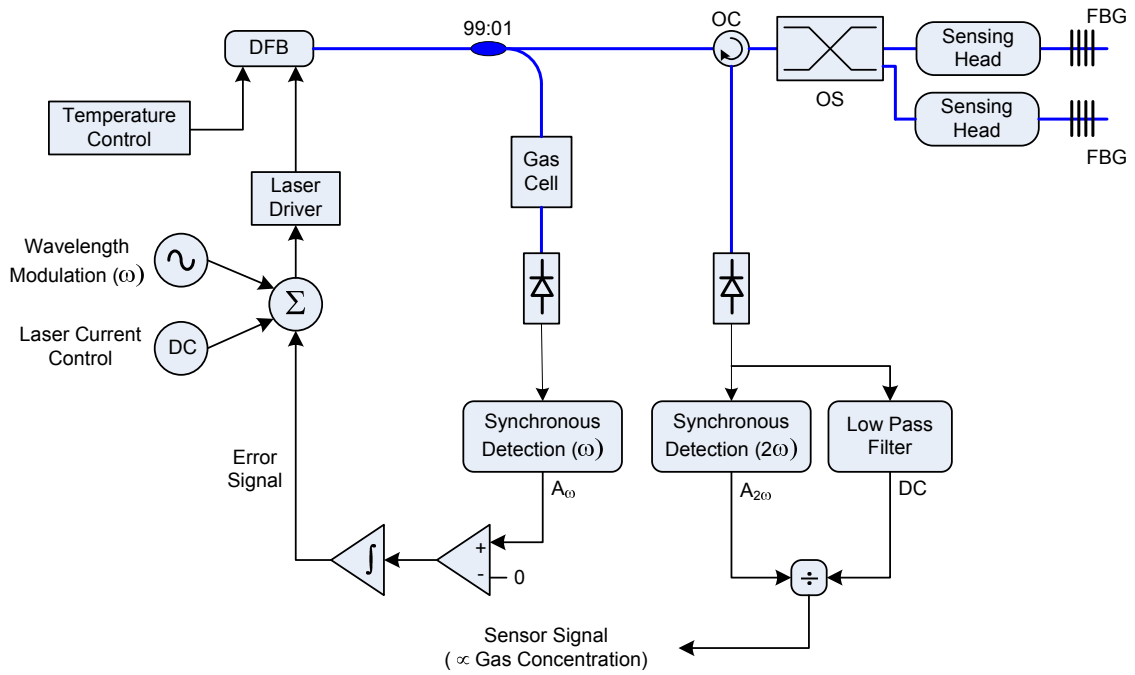 FBG
OC
99:01
DFB
Sensing
Head
OS
Temperature
Control
Sensing
Head
FBG
Gas
Cell
Laser
Driver
Wavelength
Modulation (ω)
Σ
Laser Current
Control
DC
Synchronous
Detection (ω)
Synchronous
Detection (2ω)
Low Pass
Filter
Error
Signal
Aω
A2ω
DC
∫
+
-
0
÷
Sensor Signal
( ∝ Gas Concentration)